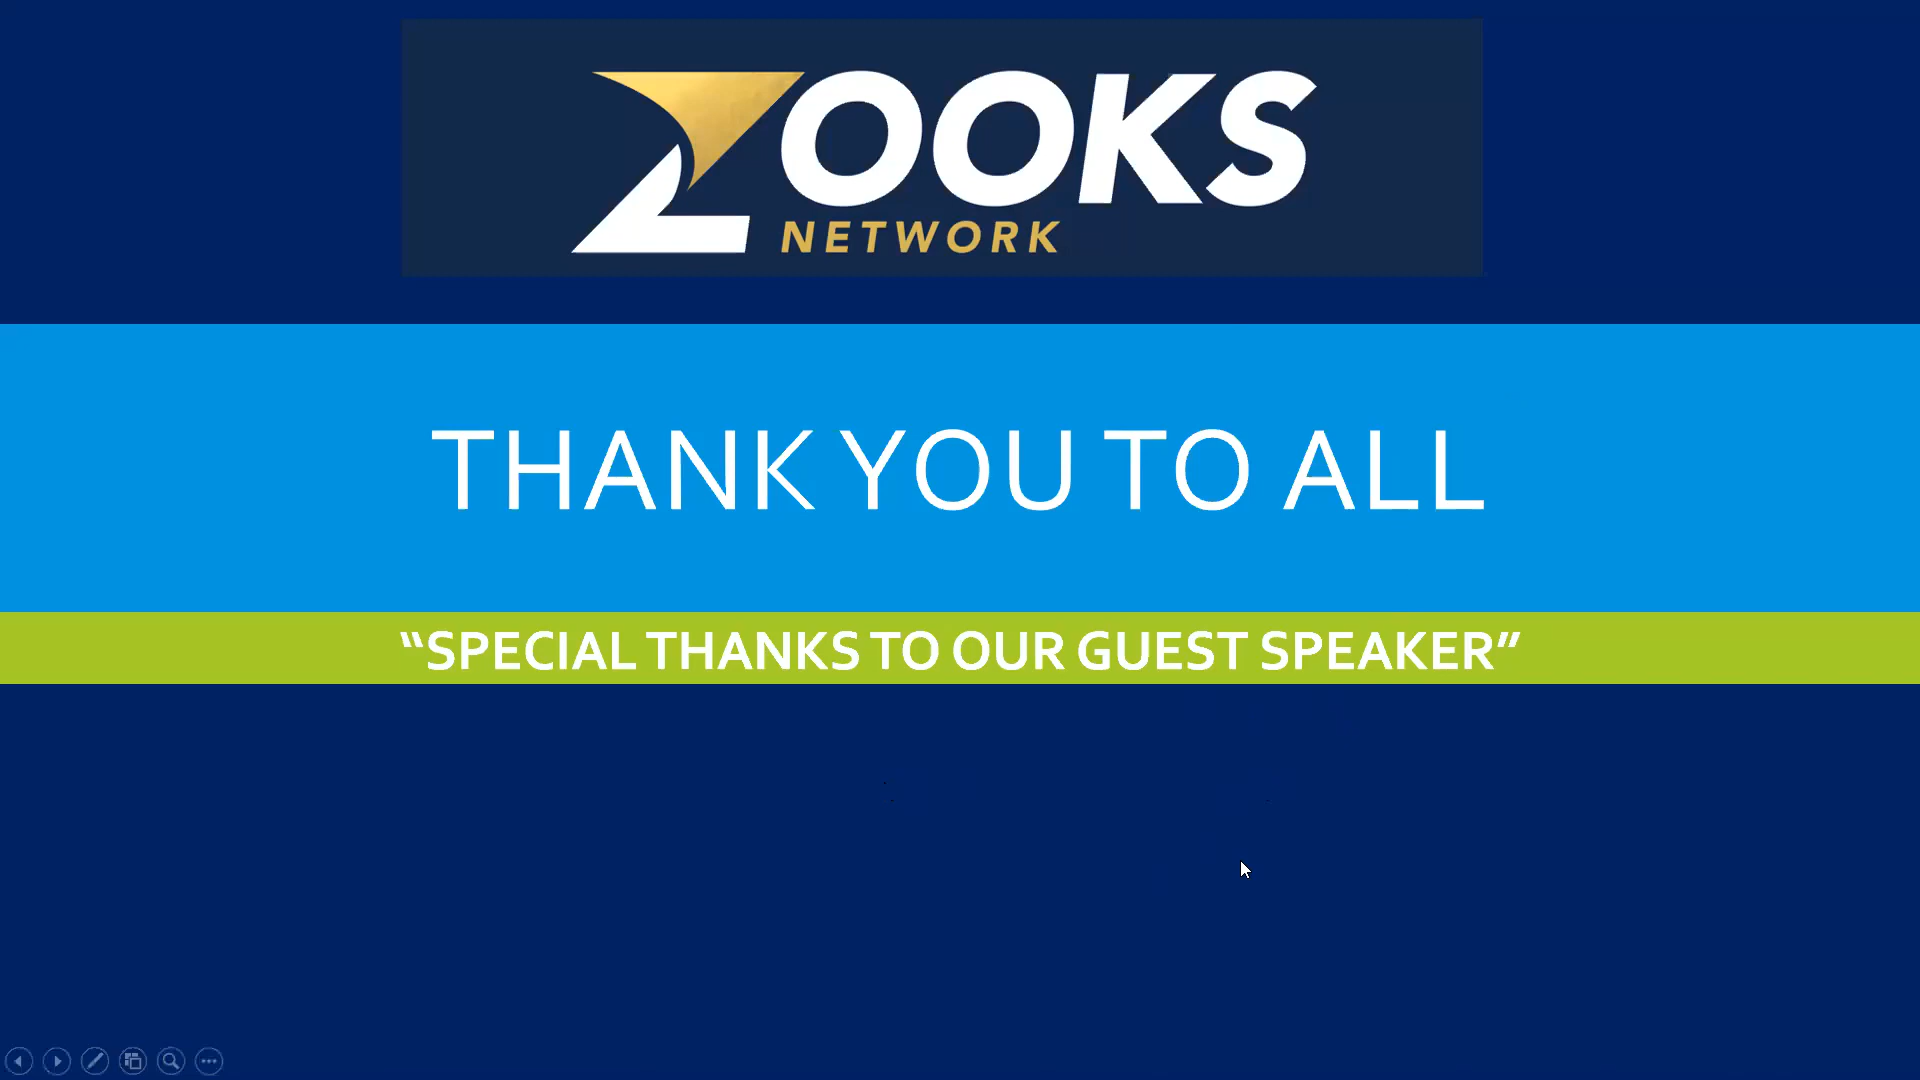 ZOOKS
NETWORK
THANK YOU TO ALL
“SPECIAL THANKS TO OUR GUEST SPEAKER”